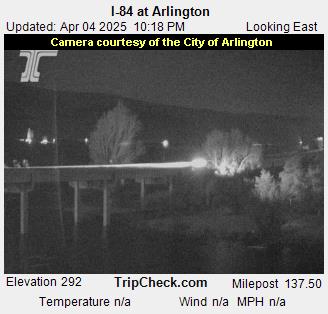 I-84 at Arlington
Updated: Apr 04 2025 10:18 PM Looking East
Camera courtesy of the City of Arlington
Elevation 292 TripCheck.com Milepost 137.50
Temperature n/a Wind n/a MPH n/a